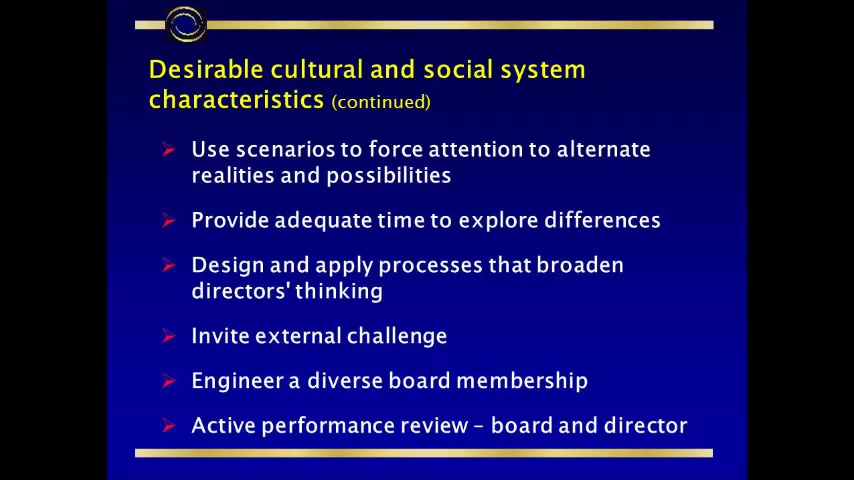 Desirable cultural and social system
characteristics (continued)
Use scenarios to force attention to alternate
realities and possibilities
Provide adequate time to explore differences
Design and apply processes that broaden
directors' thinking
Invite external challenge
Engineer a diverse board membership
Active performance review – board and director